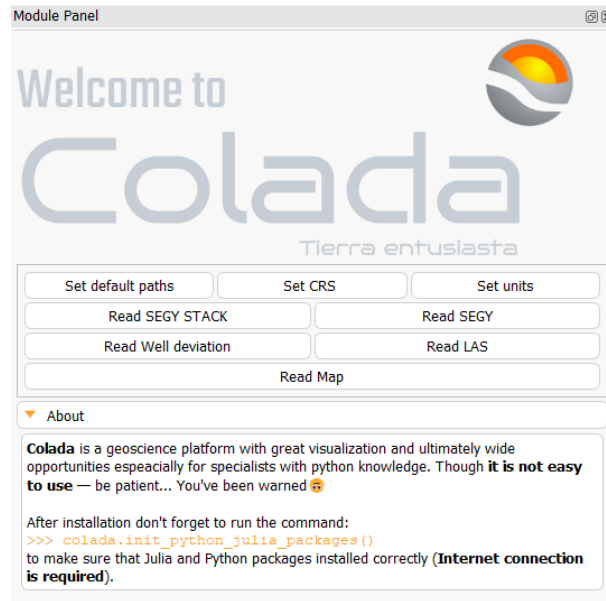 Module Panel
Welcome to
Colada
Tierra entusiasta
Set default paths
Set CRS
Set units
Read SEGY STACK
Read SEGY
Read Well deviation
Read LAS
Read Map
About
Colada is a geoscience platform with great visualization and ultimately wide
opportunities espeacially for specialists with python knowledge. Though it is not easy
to use — be patient... You've been warned🙃
After installation don't forget to run the command:
>>> colada.init_python_julia_packages()
to make sure that Julia and Python packages installed correctly (Internet connection
is required).